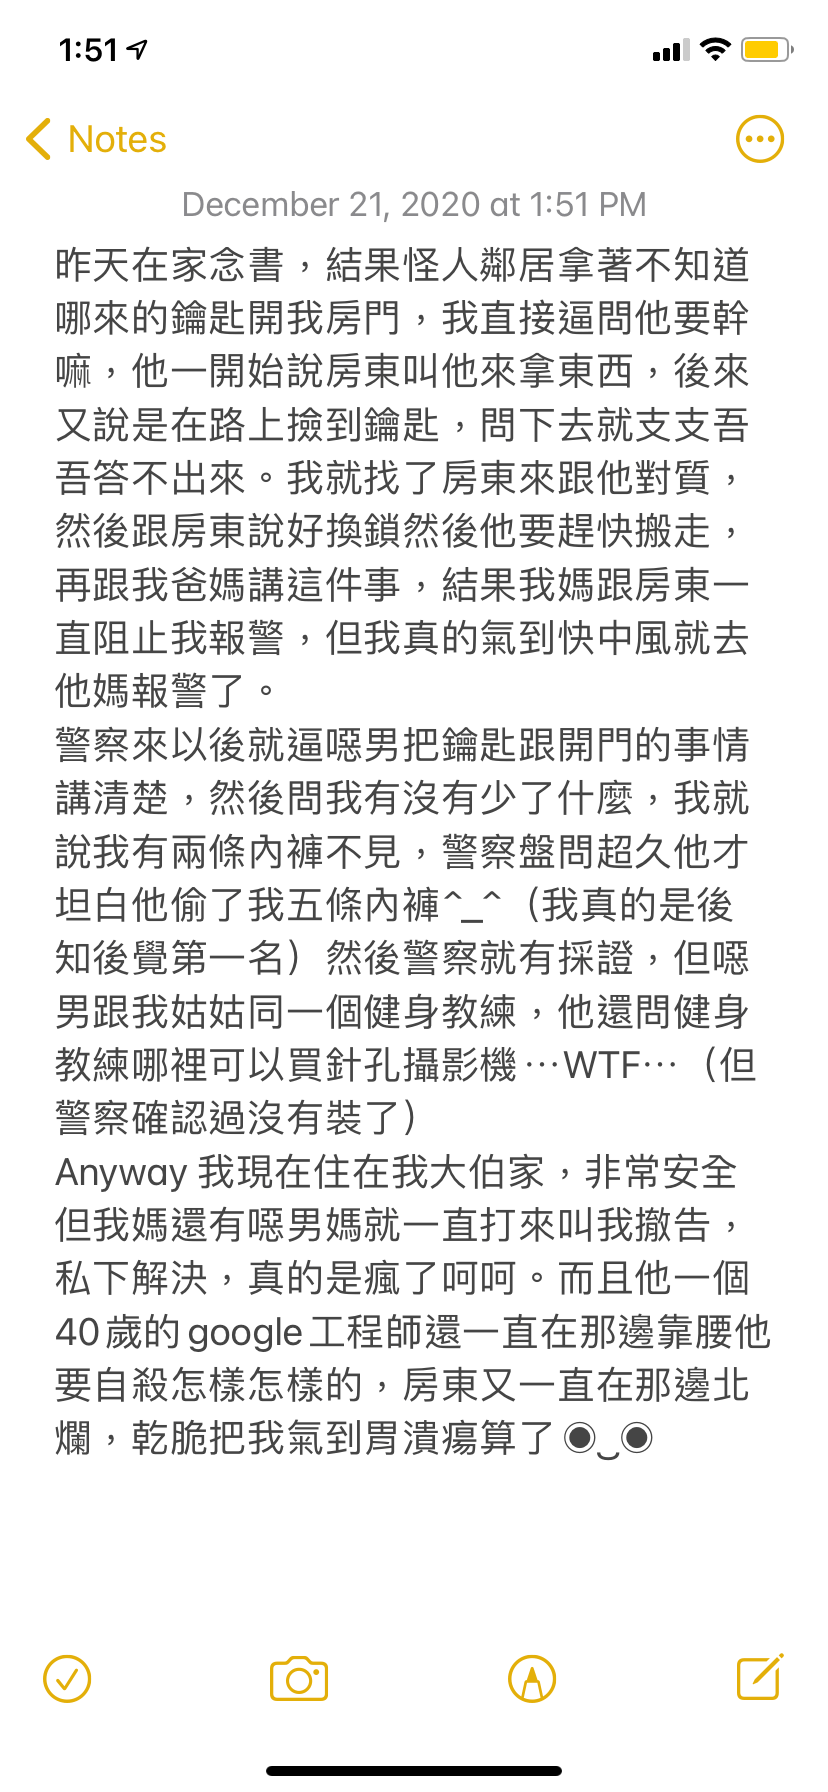 1:51
Notes
December 21, 2020 at 1:51 PM
昨天在家念書，結果怪人鄰居拿著不知道
哪來的鑰匙開我房門，我直接逼問他要幹
嘛，他一開始說房東叫他來拿東西，後來
又說是在路上撿到鑰匙，問下去就支支吾
吾答不出來。我就找了房東來跟他對質，
然後跟房東說好換鎖然後他要趕快搬走，
再跟我爸媽講這件事，結果我媽跟房東一
直阻止我報警，但我真的氣到快中風就去
他媽報警了。
警察來以後就逼噁男把鑰匙跟開門的事情
講清楚，然後問我有沒有少了什麼，我就
說我有兩條內褲不見，警察盤問超久他才
坦白他偷了我五條內褲^_^（我真的是後
知後覺第一名）然後警察就有採證，但噁
男跟我姑姑同一個健身教練，他還問健身
教練哪裡可以買針孔攝影機⋯WTF⋯（但
警察確認過沒有裝了）
Anyway 我現在住在我大伯家，非常安全
但我媽還有噁男媽就一直打來叫我撤告，
私下解決，真的是瘋了呵呵。而且他一個
40歲的google工程師還一直在那邊靠腰他
要自殺怎樣怎樣的，房東又一直在那邊北
爛，乾脆把我氣到胃潰瘍算了◉‿◉